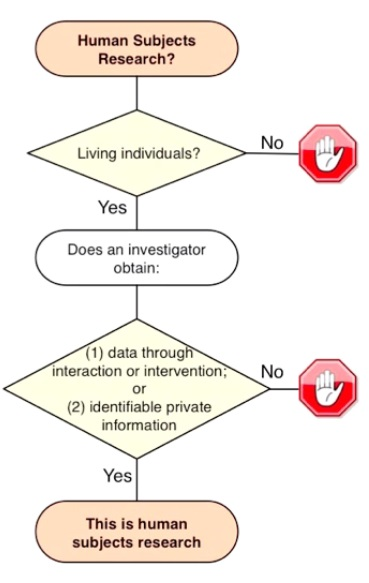 Human Subjects
Research?
Living individuals?
No
Yes
Does an investigator
obtain:
(1) data through
interaction or intervention;
or
(2) identifiable private
information
No
Yes
This is human
subjects research